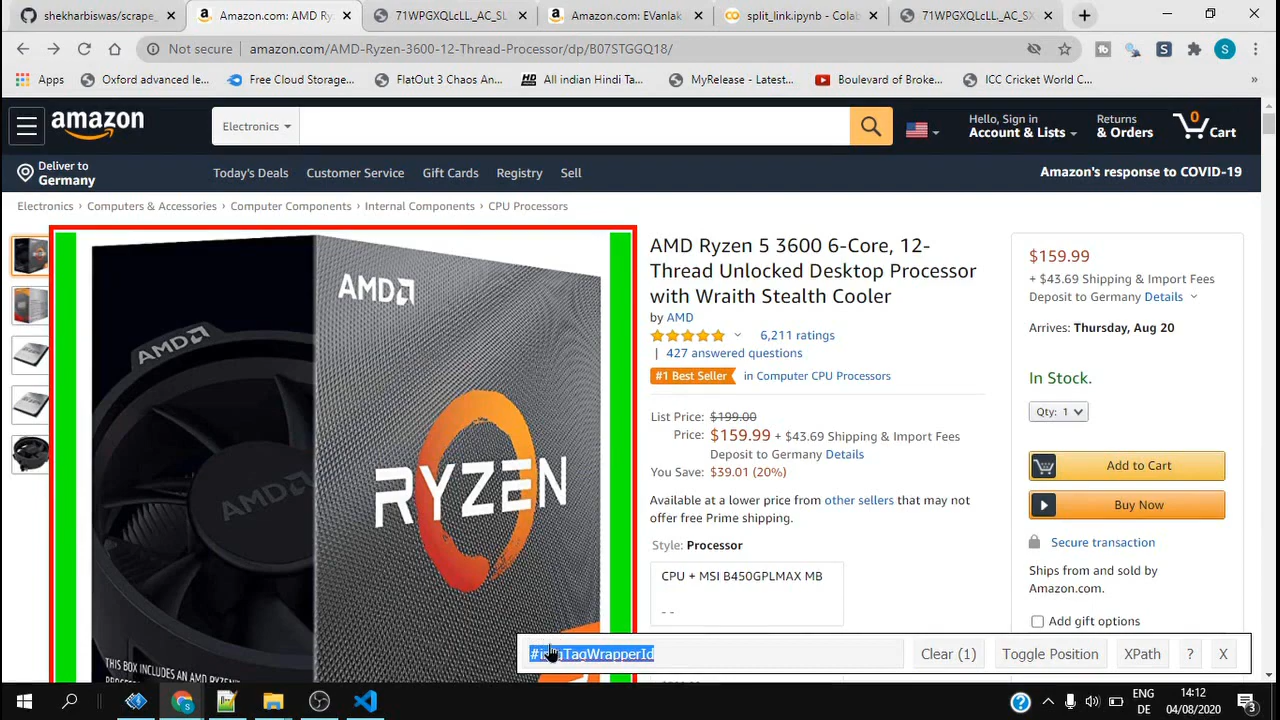 shekharbiswas/scrape_
Amazon.com: AMD Ry
71WPGXQLcLL._AC_SL
Amazon.com: EVanlak
split_link.ipynb - Colab
71WPGXQLcLL._AC_SX
Not secure | amazon.com/AMD-Ryzen-3600-12-Thread-Processor/dp/B07STGGQ18/
Apps
Oxford advanced le...
Free Cloud Storage...
FlatOut 3 Chaos An...
All indian Hindi Ta...
MyRewise - Latest...
Boulevard of Broke...
ICC Cricket World C...
amazon
Electronics
Hello, Sign in
Account & Lists
Returns
& Orders
0
Cart
Deliver to
Germany
Today's Deals
Customer Service
Gift Cards
Registry
Sell
Amazon's response to COVID-19
Electronics › Computers & Accessories › Computer Components › Internal Components › CPU Processors
AMD
AMD
AMD
RYZEN
THIS BOX INCLUDES AN AMD RYZEN
AMD Ryzen 5 3600 6-Core, 12-
Thread Unlocked Desktop Processor
with Wraith Stealth Cooler
by AMD
6,211 ratings
| 427 answered questions
#1 Best Seller in Computer CPU Processors
List Price: $199.00
Price: $159.99 + $43.69 Shipping & Import Fees
Deposit to Germany Details
You Save: $39.01 (20%)
Available at a lower price from other sellers that may not
offer free Prime shipping.
Style: Processor
CPU + MSI B450GPLMAX MB
- -
$159.99
+ $43.69 Shipping & Import Fees
Deposit to Germany Details
Arrives: Thursday, Aug 20
In Stock.
Qty: 1
Add to Cart
Buy Now
Secure transaction
Ships from and sold by
Amazon.com.
Add gift options
#imgTagWrapperId
Clear (1)
Toggle Position
XPath
?
X
ENG
DE
14:12
04/08/2020
3